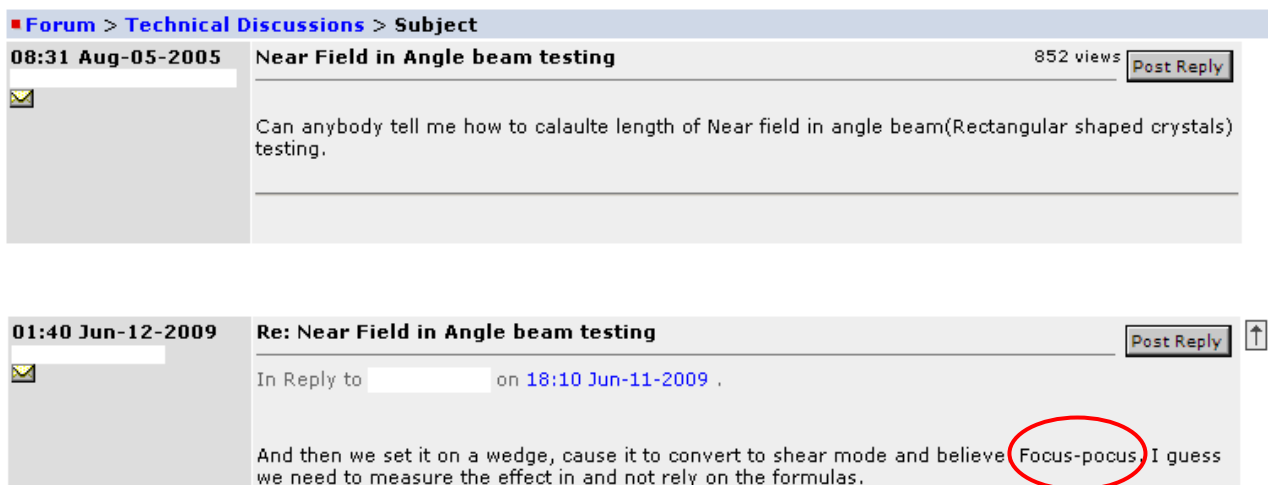 Forum > Technical Discussions > Subject
08:31 Aug-05-2005
Near Field in Angle beam testing
852 views
Post Reply
Can anybody tell me how to calaulte length of Near field in angle beam(Rectangular shaped crystals)
testing.
01:40 Jun-12-2009
Re: Near Field in Angle beam testing
Post Reply
In Reply to on 18:10 Jun-11-2009 .
And then we set it on a wedge, cause it to convert to shear mode and believe Focus-pocus. I guess
we need to measure the effect in and not rely on the formulas.